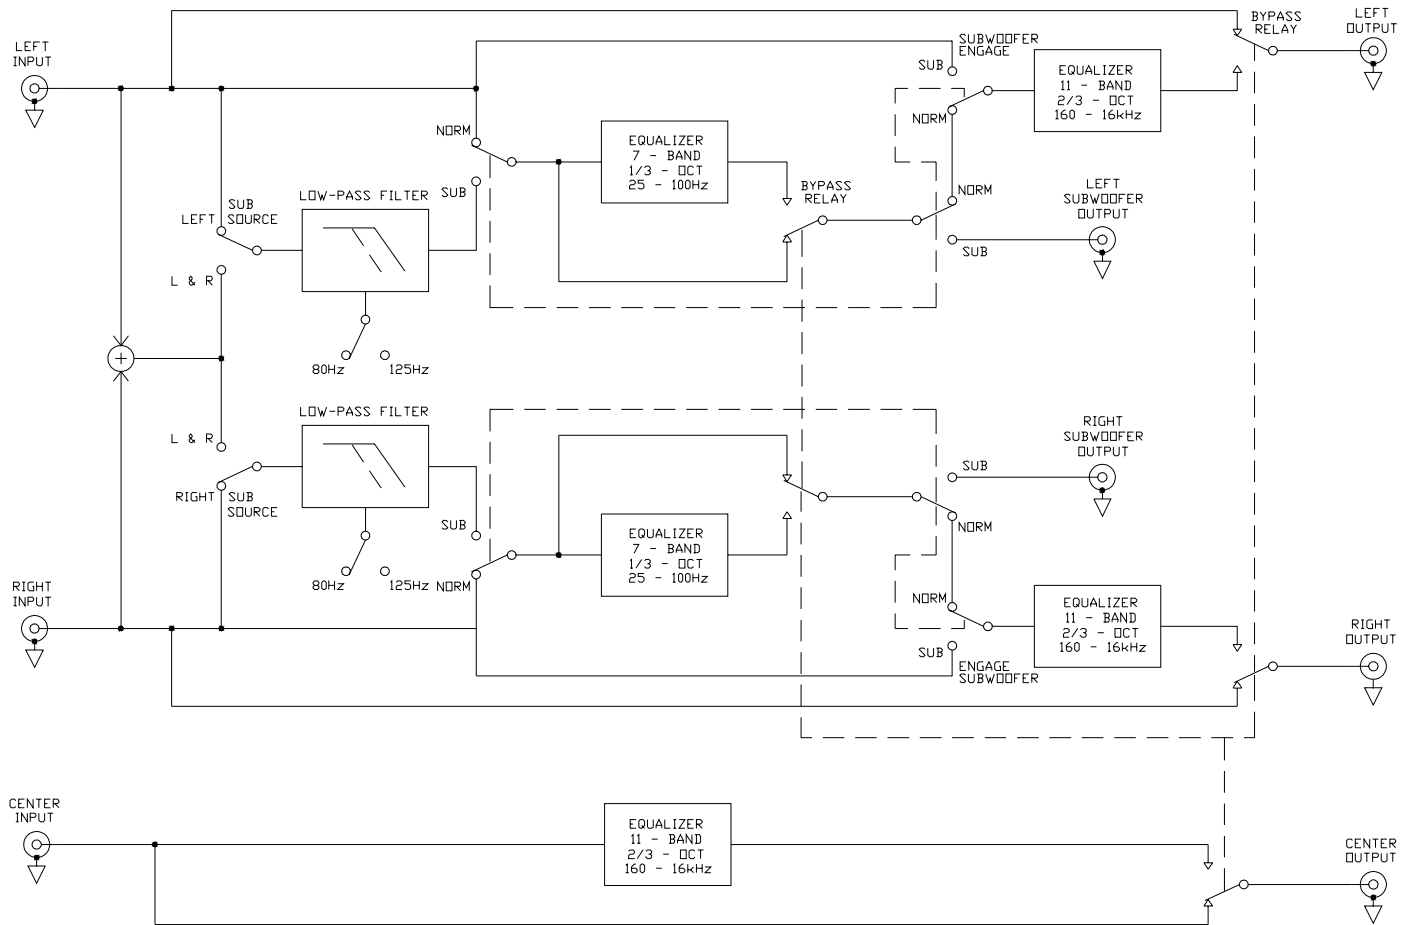 LEFT
INPUT
BYPASS
RELAY
LEFT
OUTPUT
SUBWOOFER
ENGAGE
SUB
NORM
EQUALIZER
11 - BAND
2/3 - OCT
160 - 16kHz
NORM
SUB
EQUALIZER
7 - BAND
1/3 - OCT
25 - 100Hz
BYPASS
RELAY
NORM
SUB
LEFT
SUBWOOFER
OUTPUT
LOW-PASS FILTER
SUB
SOURCE
LEFT
L & R
80Hz
125Hz
LOW-PASS FILTER
L & R
RIGHT
SUB
SOURCE
80Hz
125Hz
SUB
NORM
EQUALIZER
7 - BAND
1/3 - OCT
25 - 100Hz
RIGHT
SUBWOOFER
OUTPUT
SUB
NORM
NORM
SUB
ENGAGE
SUBWOOFER
EQUALIZER
11 - BAND
2/3 - OCT
160 - 16kHz
RIGHT
INPUT
RIGHT
OUTPUT
CENTER
INPUT
EQUALIZER
11 - BAND
2/3 - OCT
160 - 16kHz
CENTER
OUTPUT